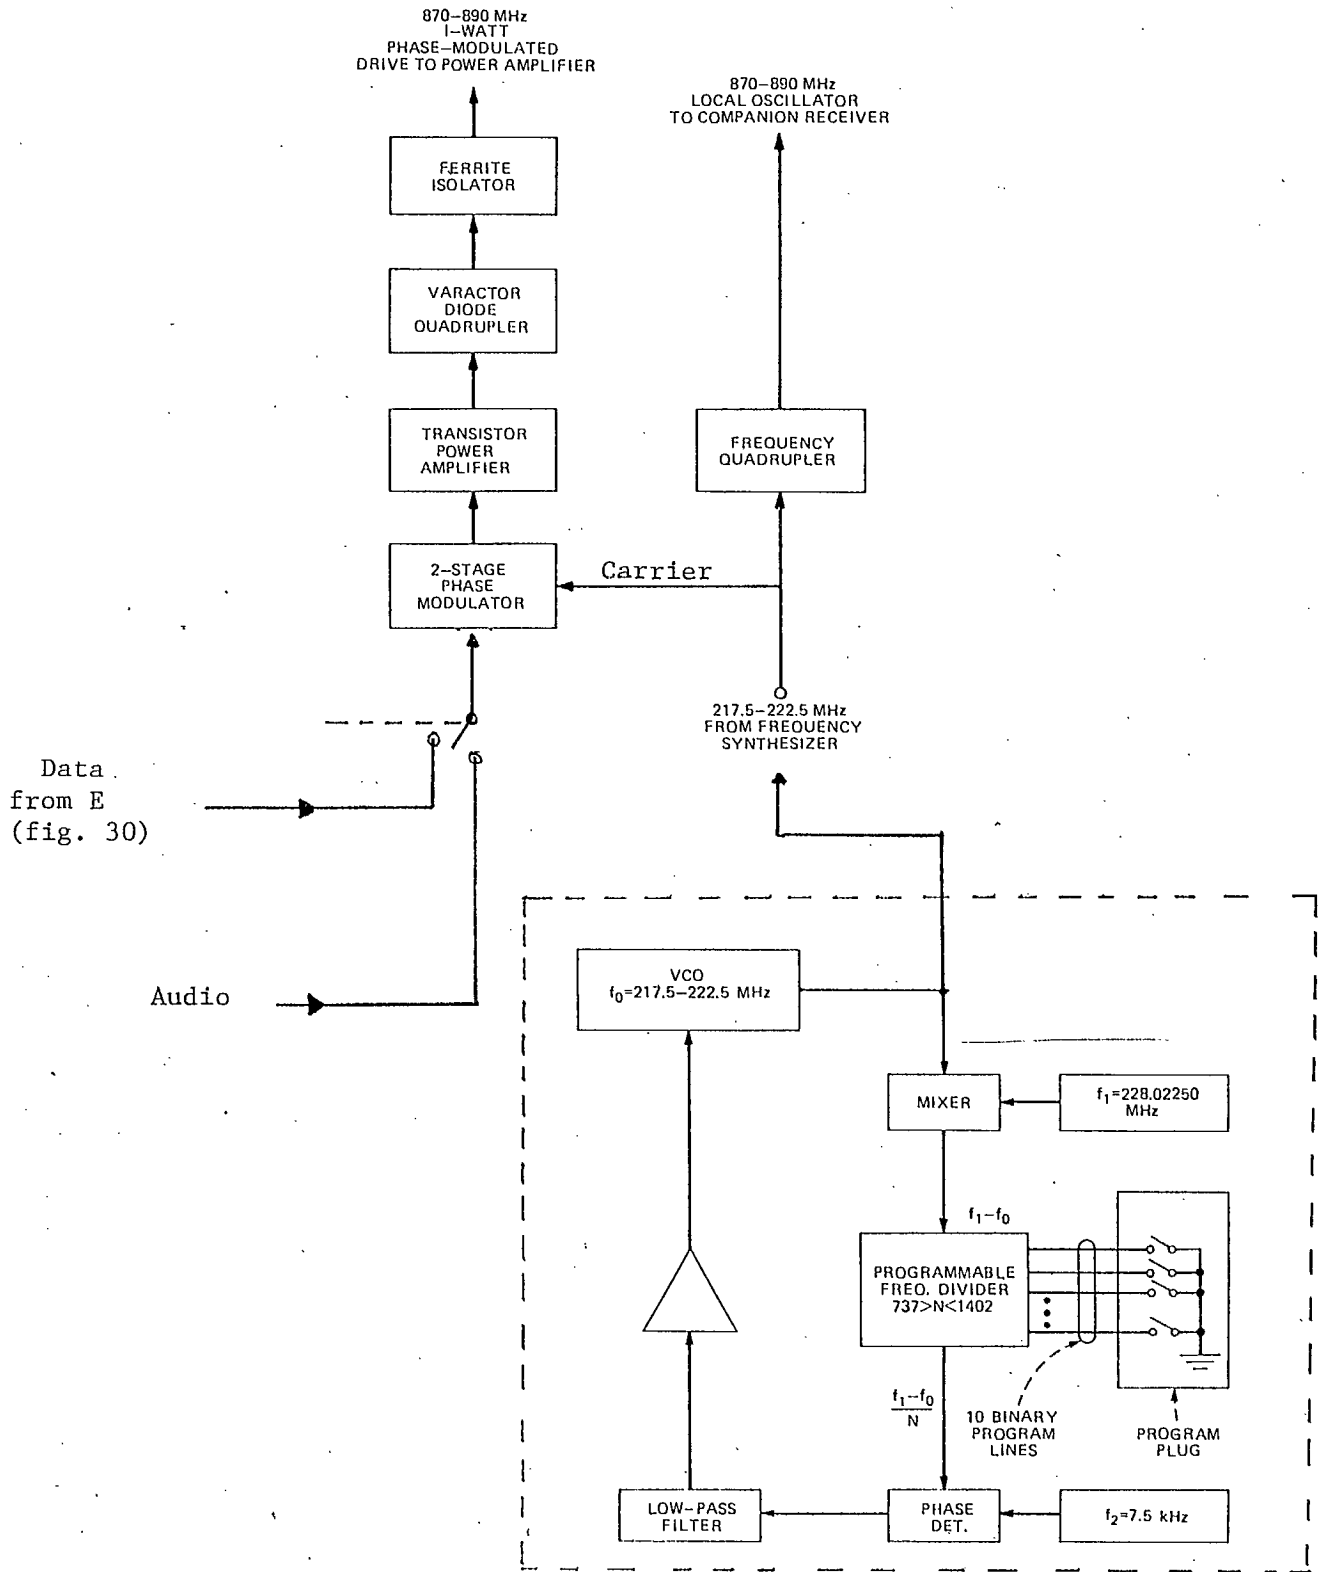 870–890 MHz
1–WATT
PHASE–MODULATED
DRIVE TO POWER AMPLIFIER
870–890 MHz
LOCAL OSCILLATOR
TO COMPANION RECEIVER
FERRITE
ISOLATOR
VARACTOR
DIODE
QUADRUPLER
TRANSISTOR
POWER
AMPLIFIER
FREQUENCY
QUADRUPLER
2–STAGE
PHASE
MODULATOR
Carrier
217.5–222.5 MHz
FROM FREQUENCY
SYNTHESIZER
Data
from E
(fig. 30)
Audio
VCO
f0=217.5–222.5 MHz
MIXER
f1=228.02250
MHz
f1–f0
PROGRAMMABLE
FREQ. DIVIDER
737>N<1402
f1–f0
N
10 BINARY
PROGRAM
LINES
PROGRAM
PLUG
LOW–PASS
FILTER
PHASE
DET.
f2=7.5 kHz